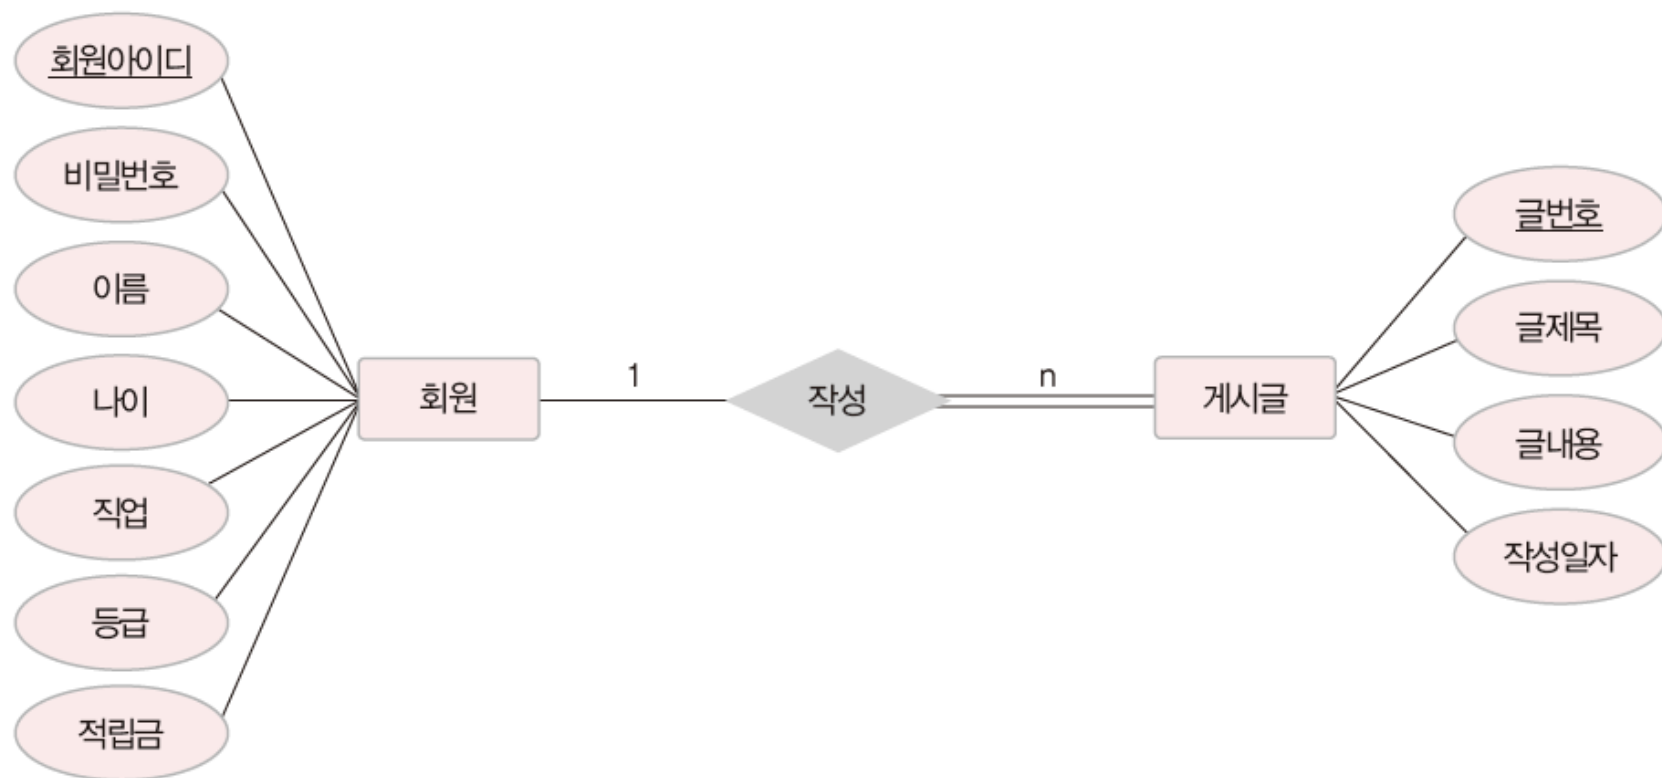 회원아이디
비밀번호
이름
나이
직업
등급
적립금
회원
1
작성
n
게시글
글번호
글제목
글내용
작성일자